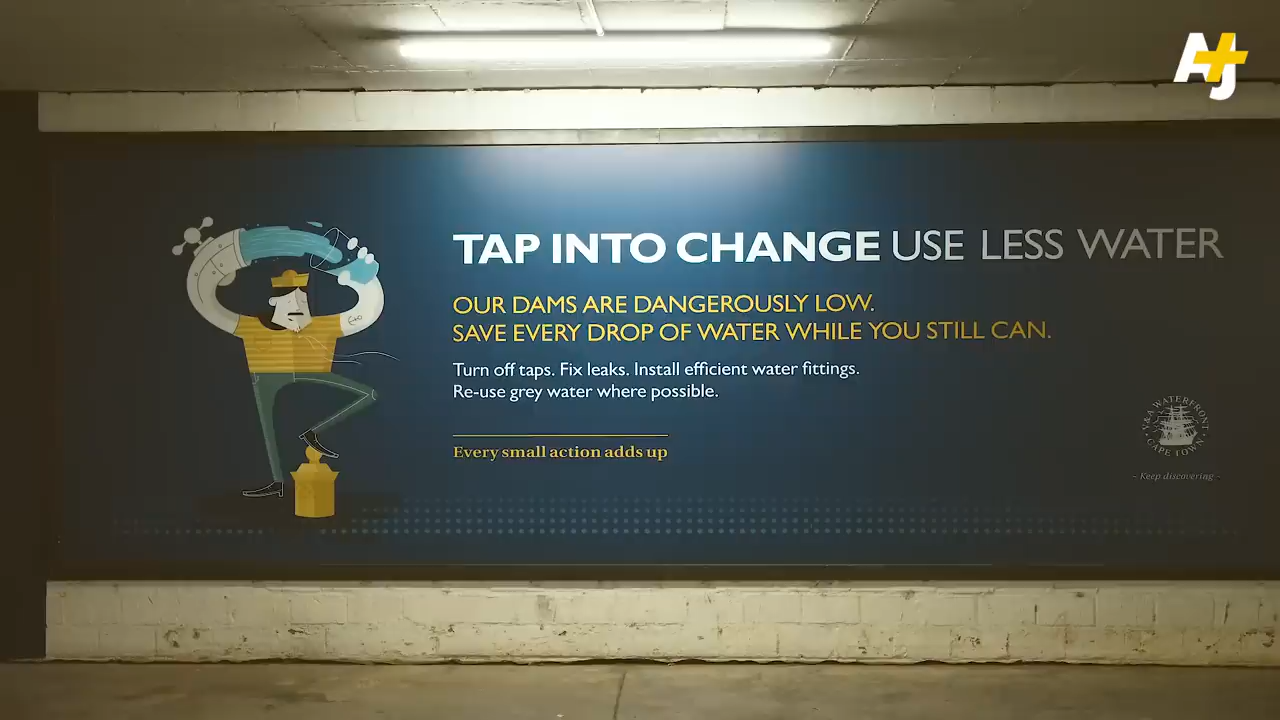 AJ+
TAP INTO CHANGE USE LESS WATER
OUR DAMS ARE DANGEROUSLY LOW.
SAVE EVERY DROP OF WATER WHILE YOU STILL CAN.
Turn off taps. Fix leaks. Install efficient water fittings.
Re-use grey water where possible.
Every small action adds up
V&A WATERFRONT
CAPE TOWN
~ Keep discovering ~